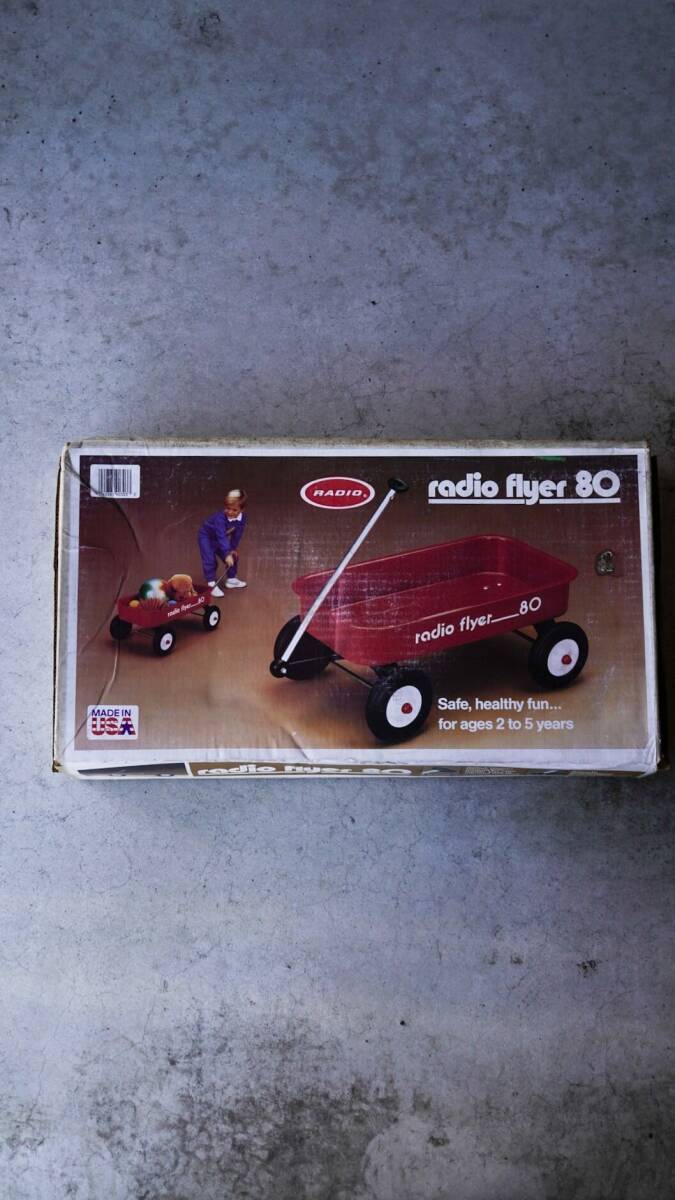 RADIO®
radio flyer 80
radio flyer 80
radio flyer 80
Safe, healthy fun...
for ages 2 to 5 years
MADE IN
USA
radio flyer 80